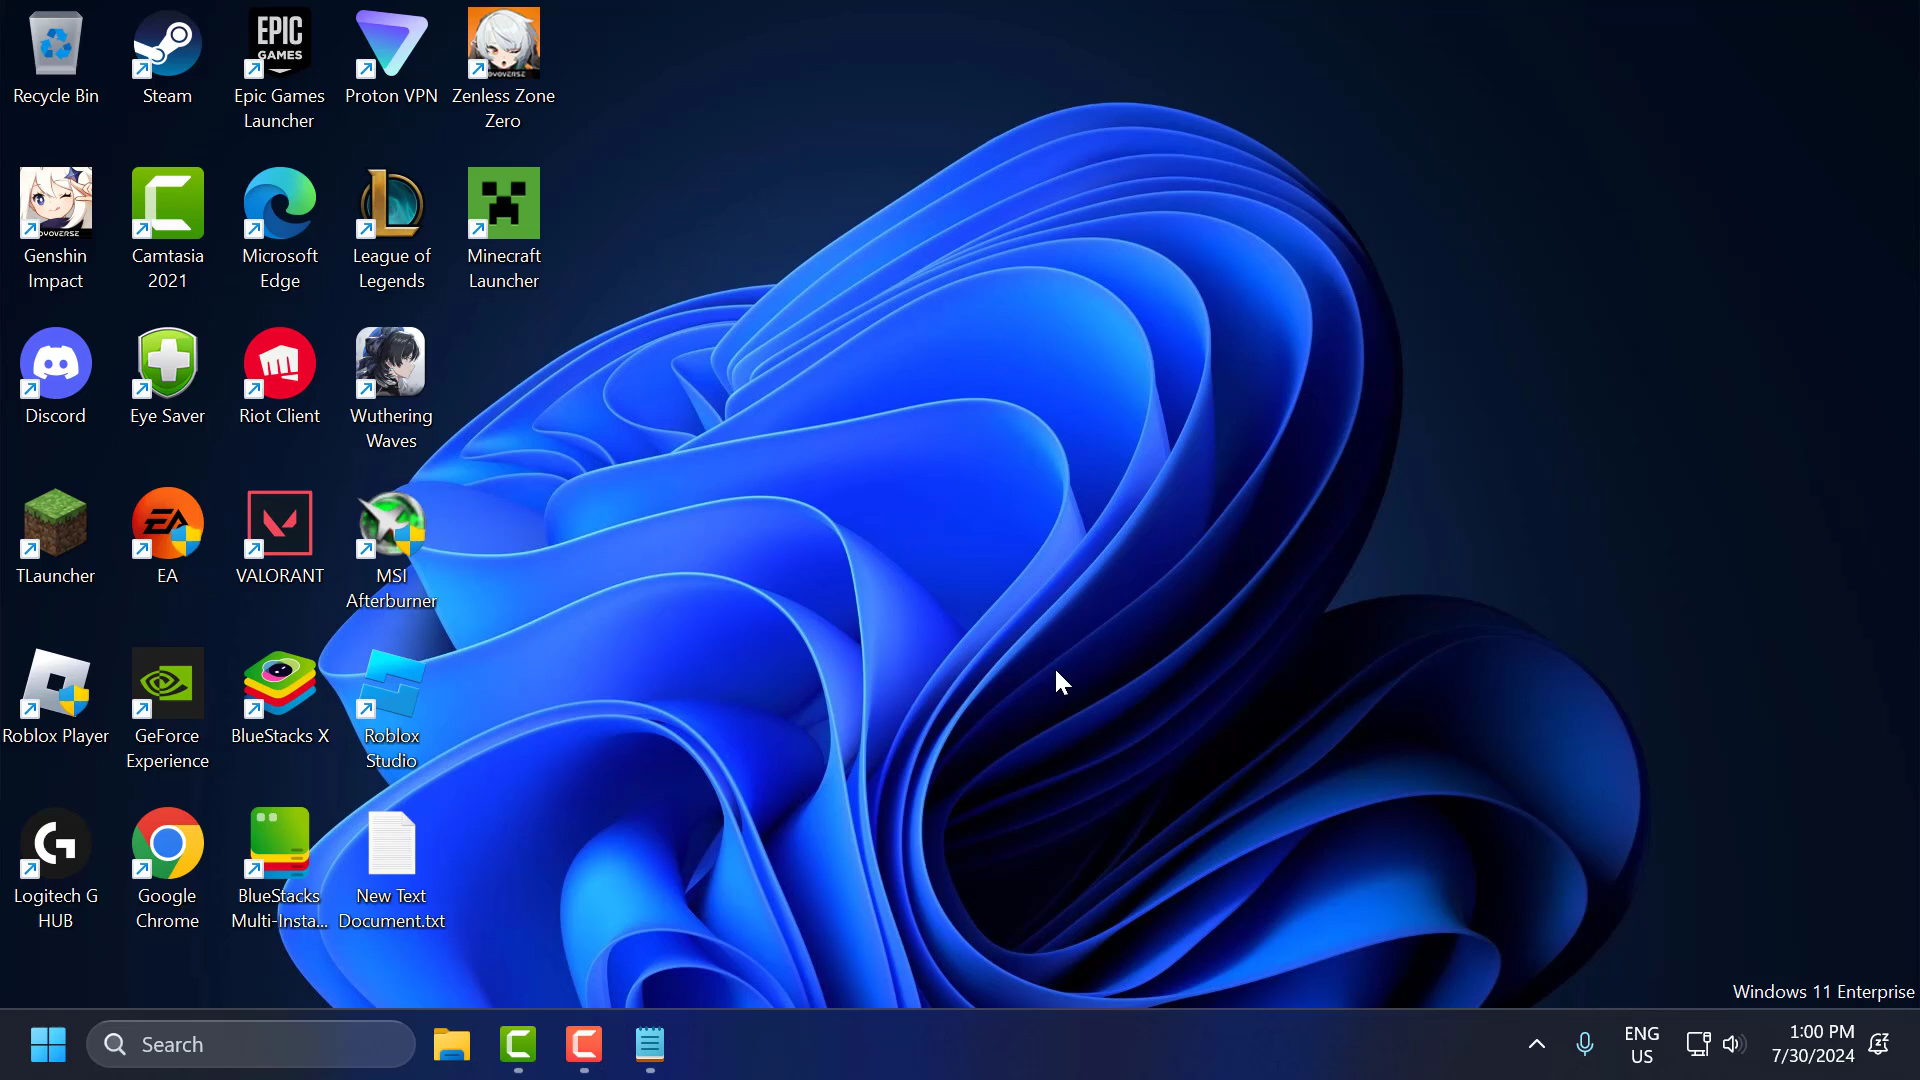 EPIC
GAMES
Recycle Bin
Steam
Epic Games
Launcher
Proton VPN
Zenless Zone
Zero
Genshin
Impact
Camtasia
2021
Microsoft
Edge
League of
Legends
Minecraft
Launcher
Discord
Eye Saver
Riot Client
Wuthering
Waves
EA
TLauncher
EA
VALORANT
MSI
Afterburner
Roblox Player
GeForce
Experience
BlueStacks X
Roblox
Studio
Logitech G
HUB
Google
Chrome
BlueStacks
Multi-Insta...
New Text
Document.txt
Windows 11 Enterprise
Search
ENG
US
1:00 PM
7/30/2024